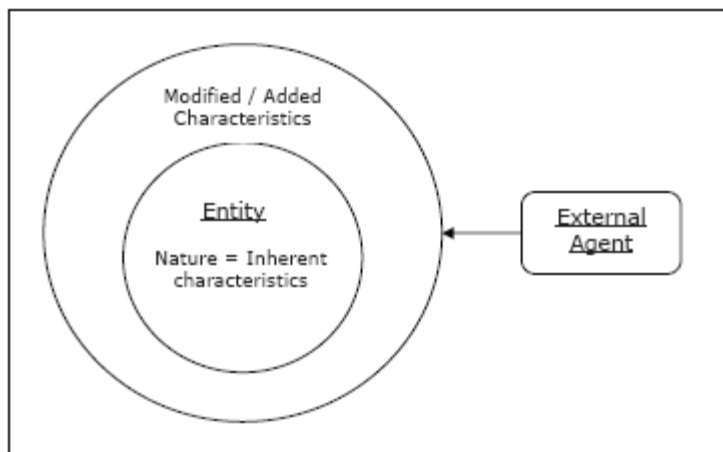 Modified / Added
Characteristics
Entity
Nature = Inherent
characteristics
External
Agent